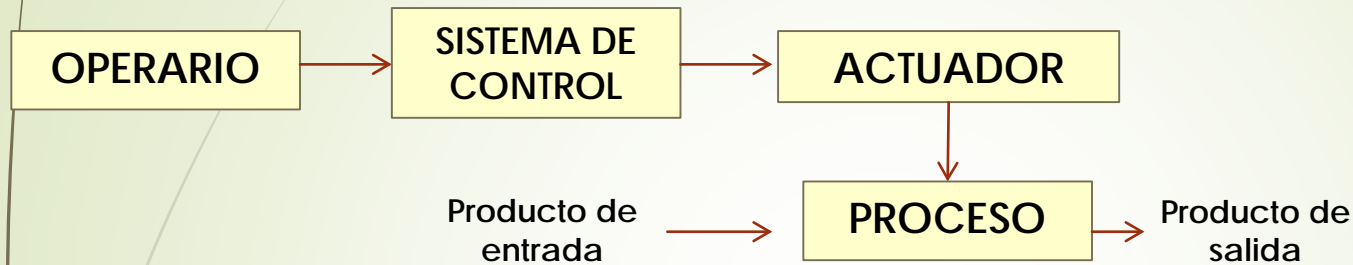 OPERARIO
SISTEMA DE
CONTROL
ACTUADOR
Producto de
entrada
PROCESO
Producto de
salida